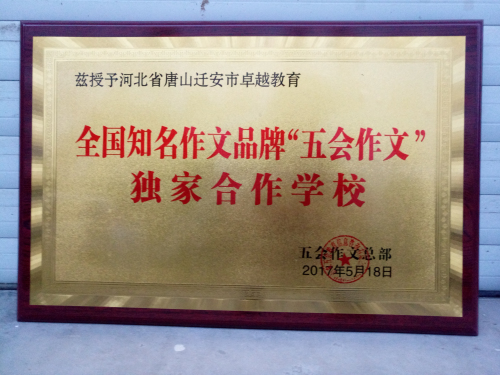 兹授予河北省唐山迁安市卓越教育
全国知名作文品牌“五会作文”
独家合作学校
五会作文总部
2017年5月18日